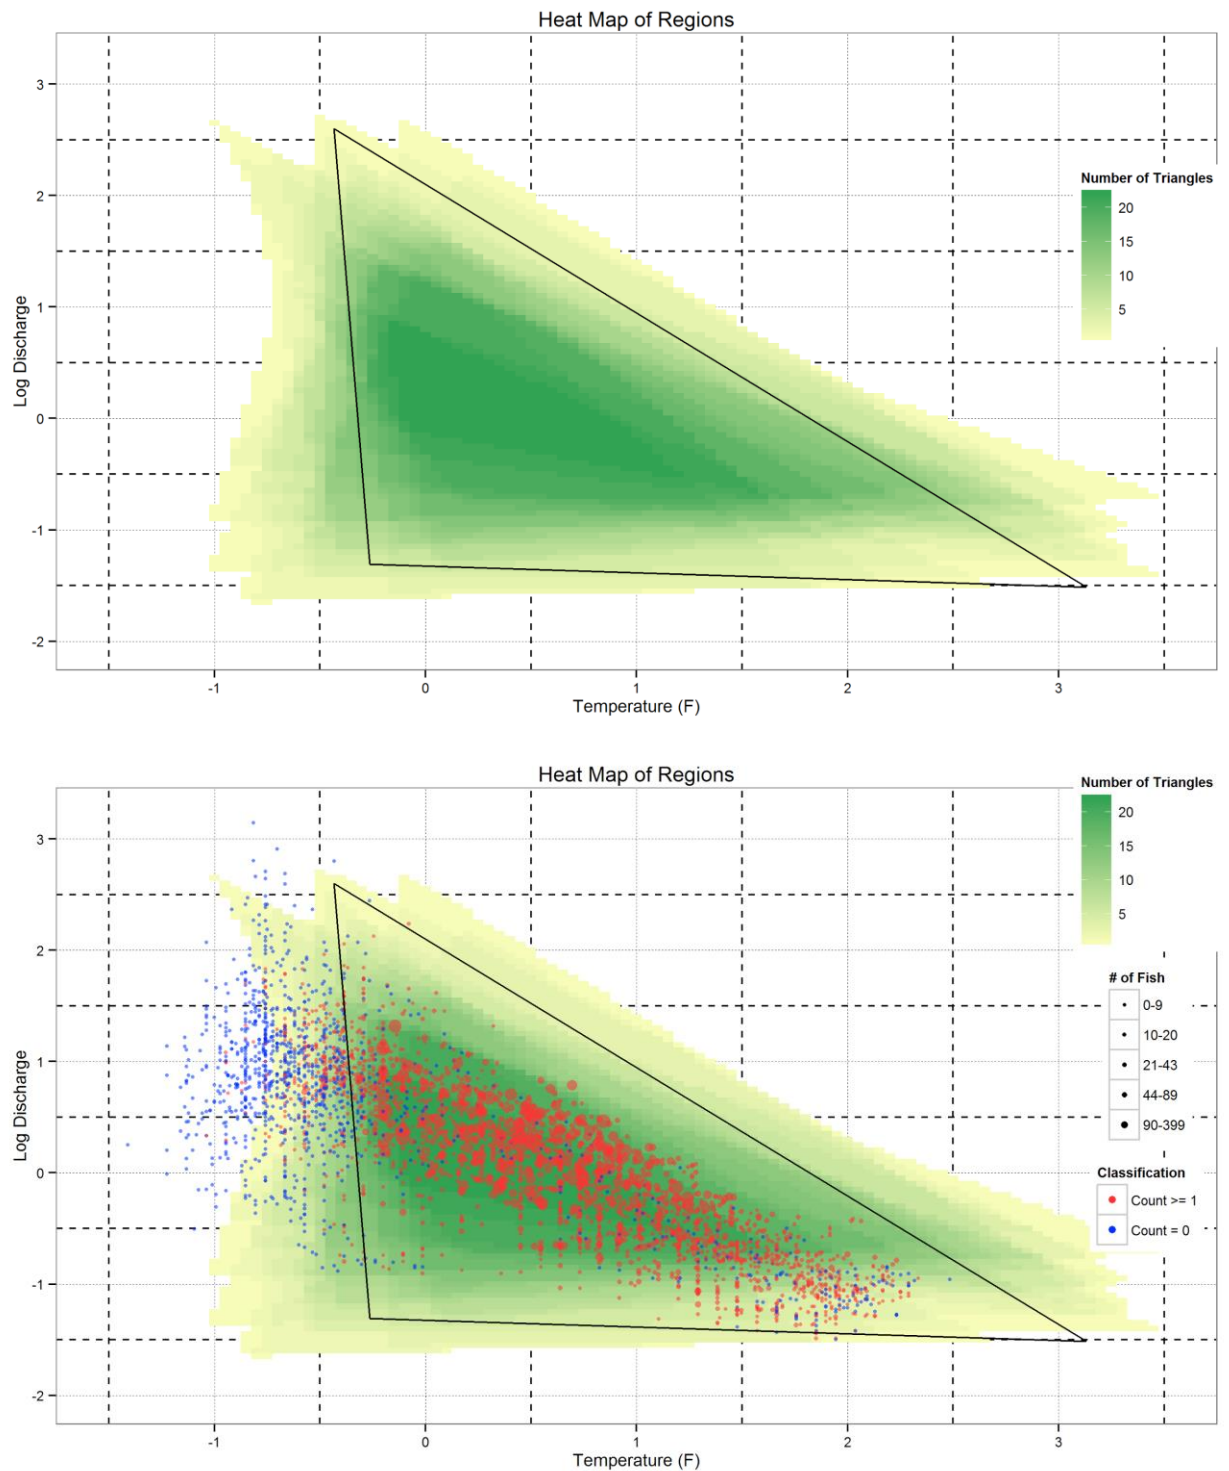 Heat Map of Regions
Log Discharge
3
2
1
0
-1
-2
Number of Triangles
20
15
10
5
-1
0
1
2
3
Temperature (F)
Heat Map of Regions
Log Discharge
3
2
1
0
-1
-2
Number of Triangles
20
15
10
5
# of Fish
0-9
10-20
21-43
44-89
90-399
Classification
Count >= 1
Count = 0
-1
0
1
2
3
Temperature (F)